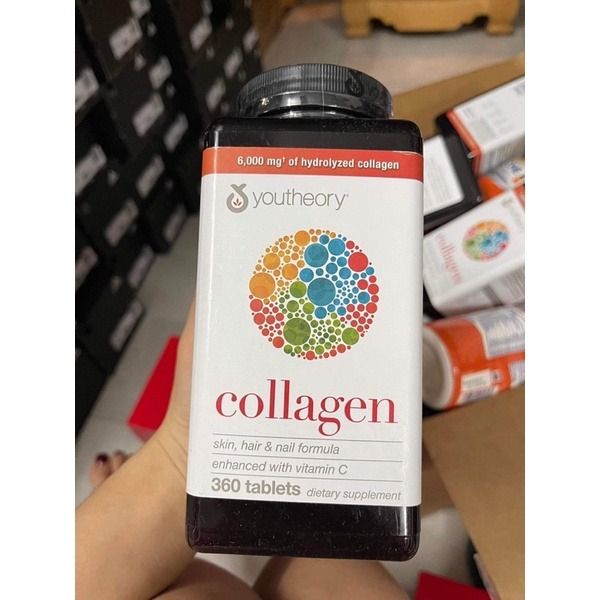 6,000 mg† of hydrolyzed collagen
youtheory®
collagen
skin, hair & nail formula
enhanced with vitamin C
360 tablets dietary supplement
collagen